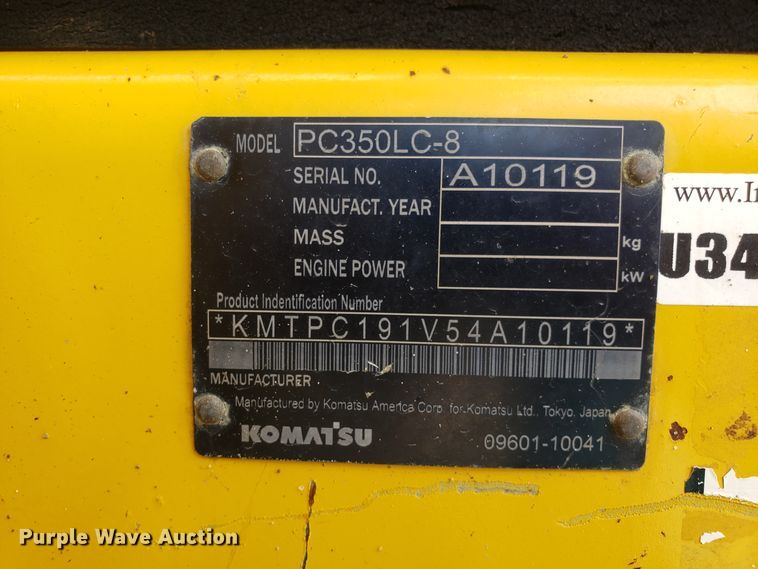 MODEL PC350LC-8
SERIAL NO. A10119
MANUFACT. YEAR
MASS kg
ENGINE POWER kW
Product Indentification Number
*KMTPC191V54A10119*
MANUFACTURER
Manufactured by Komatsu America Corp. for Komatsu Ltd., Tokyo, Japan
KOMATSU 09601-10041
www.I
U34
Purple Wave Auction